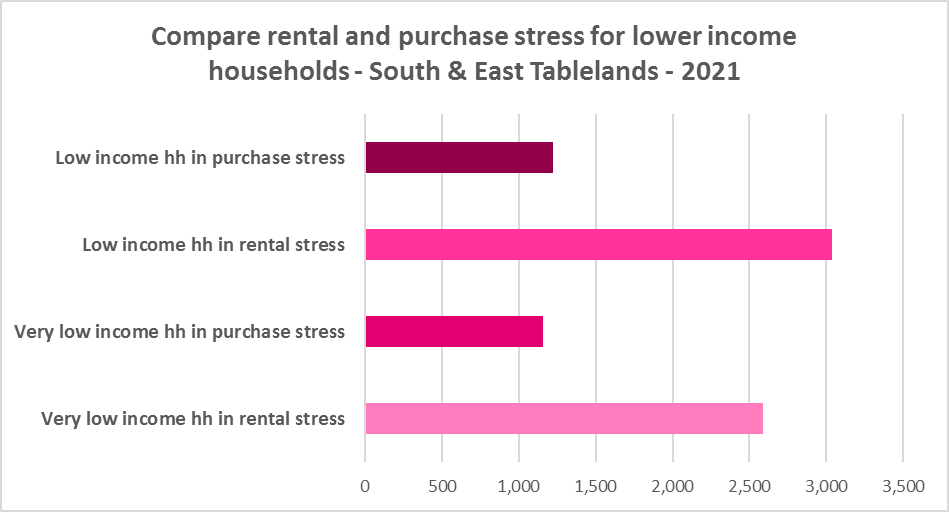 Compare rental and purchase stress for lower income
households - South & East Tablelands - 2021
Low income hh in purchase stress
Low income hh in rental stress
Very low income hh in purchase stress
Very low income hh in rental stress
0 500 1,000 1,500 2,000 2,500 3,000 3,500